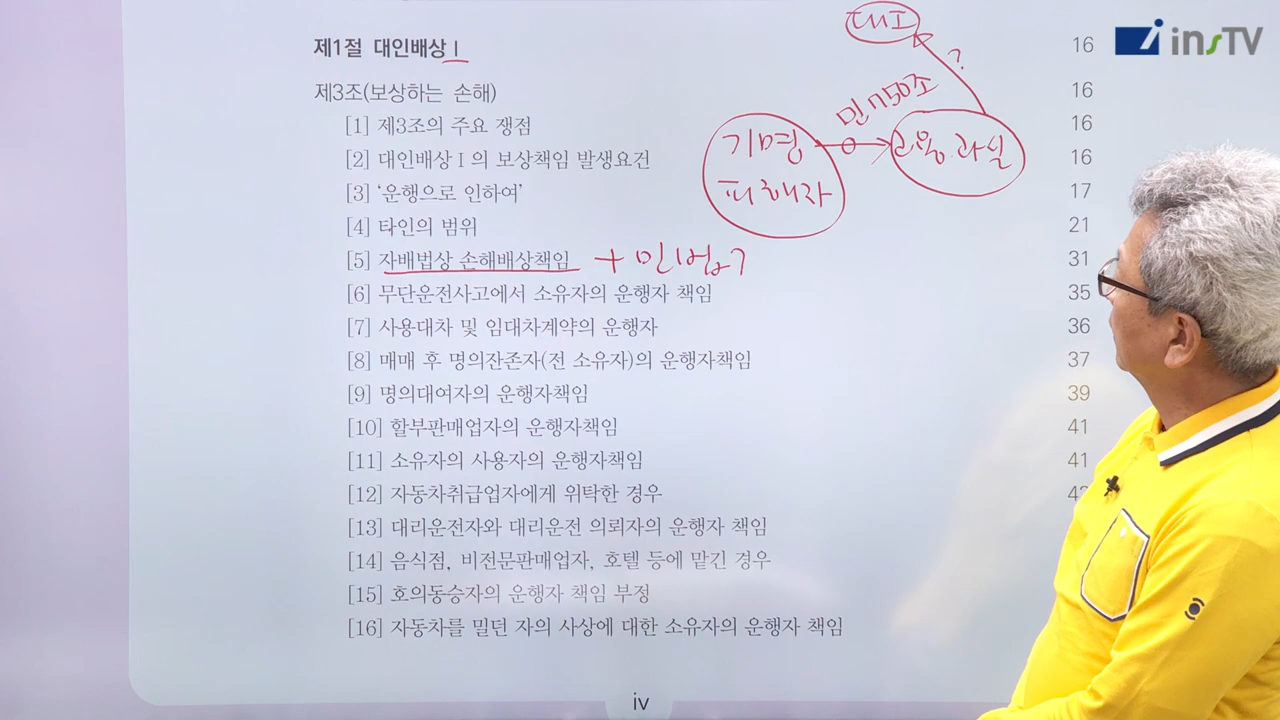 insTV
대I
?
민750조
기명
피해자
사용과실
+ 민법?
제1절 대인배상Ⅰ 16
제3조(보상하는 손해) 16
[1] 제3조의 주요 쟁점 16
[2] 대인배상Ⅰ의 보상책임 발생요건 16
[3] ‘운행으로 인하여’ 17
[4] 타인의 범위 21
[5] 자배법상 손해배상책임 31
[6] 무단운전사고에서 소유자의 운행자 책임 35
[7] 사용대차 및 임대차계약의 운행자 36
[8] 매매 후 명의잔존자(전 소유자)의 운행자책임 37
[9] 명의대여자의 운행자책임 39
[10] 할부판매업자의 운행자책임 41
[11] 소유자의 사용자의 운행자책임 41
[12] 자동차취급업자에게 위탁한 경우
[13] 대리운전자와 대리운전 의뢰자의 운행자 책임
[14] 음식점, 비전문판매업자, 호텔 등에 맡긴 경우
[15] 호의동승자의 운행자 책임 부정
[16] 자동차를 밀던 자의 사상에 대한 소유자의 운행자 책임
iv